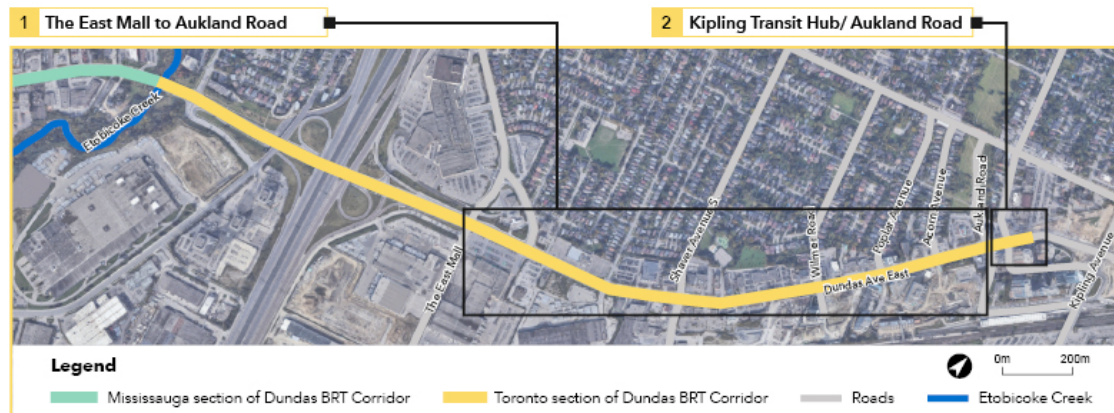 1 The East Mall to Aukland Road
2 Kipling Transit Hub/ Aukland Road
Etobicoke Creek
The East Mall
Shaver Avenue S
Wilmer Road
Poplar Avenue
Acorn Avenue
Aukland Road
Dundas Ave East
Kipling Avenue
Legend
0m 200m
Mississauga section of Dundas BRT Corridor
Toronto section of Dundas BRT Corridor
Roads
Etobicoke Creek